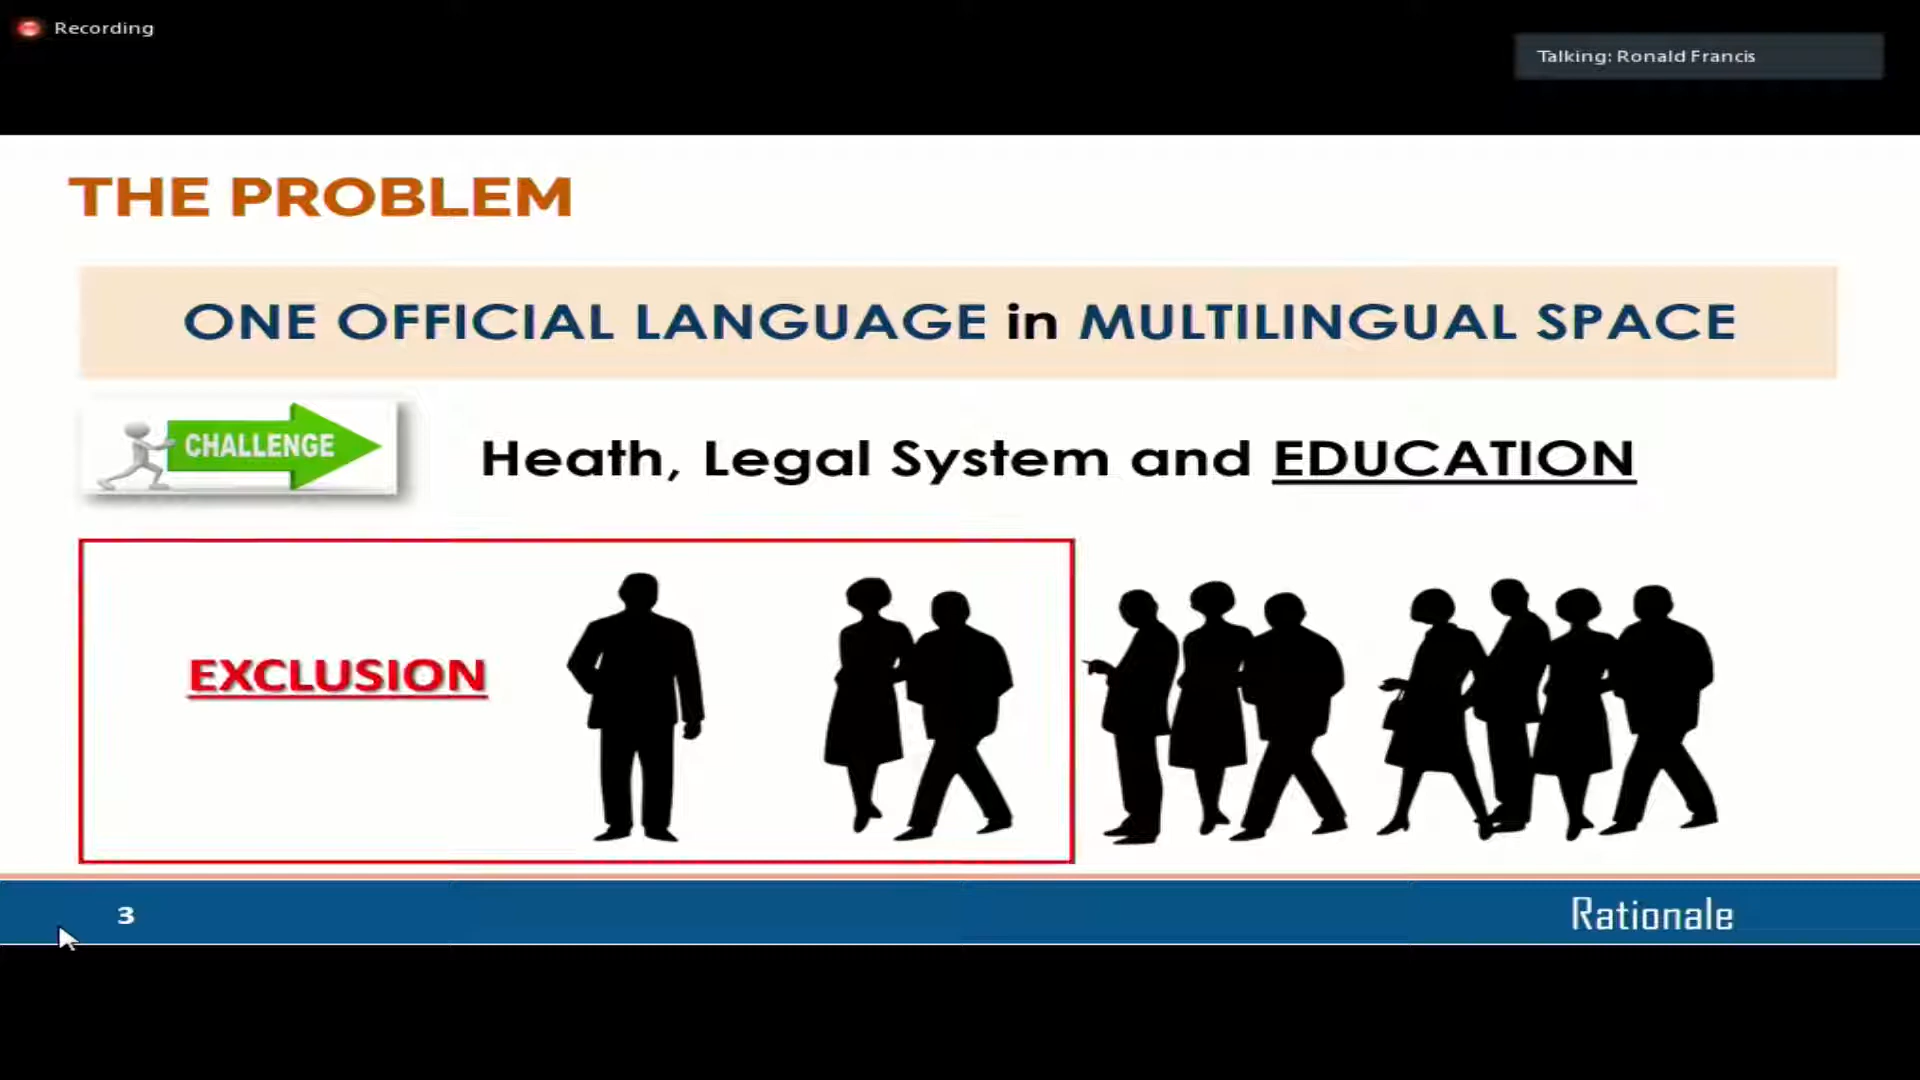 Recording
Talking: Ronald Francis
THE PROBLEM
ONE OFFICIAL LANGUAGE in MULTILINGUAL SPACE
CHALLENGE
Heath, Legal System and EDUCATION
EXCLUSION
3
Rationale